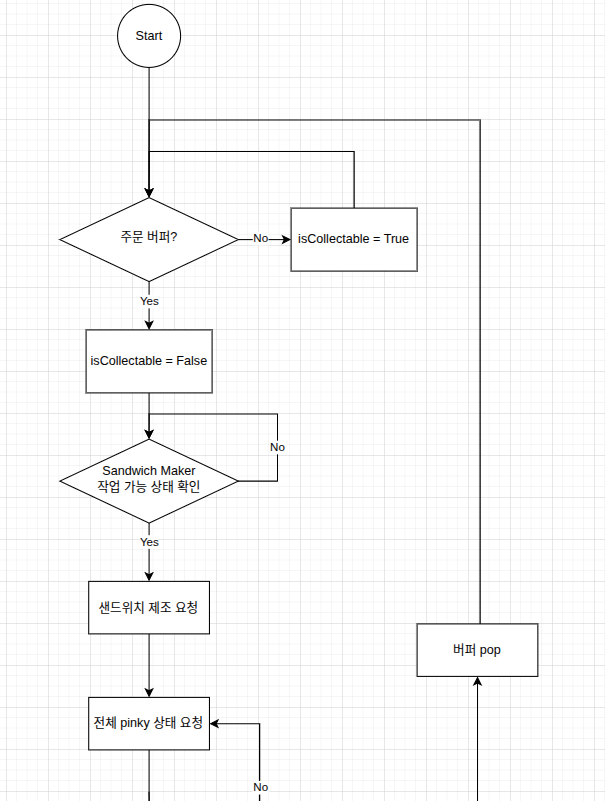 Start
주문 버퍼?
No
isCollectable = True
Yes
isCollectable = False
No
Sandwich Maker
작업 가능 상태 확인
Yes
샌드위치 제조 요청
버퍼 pop
전체 pinky 상태 요청
No